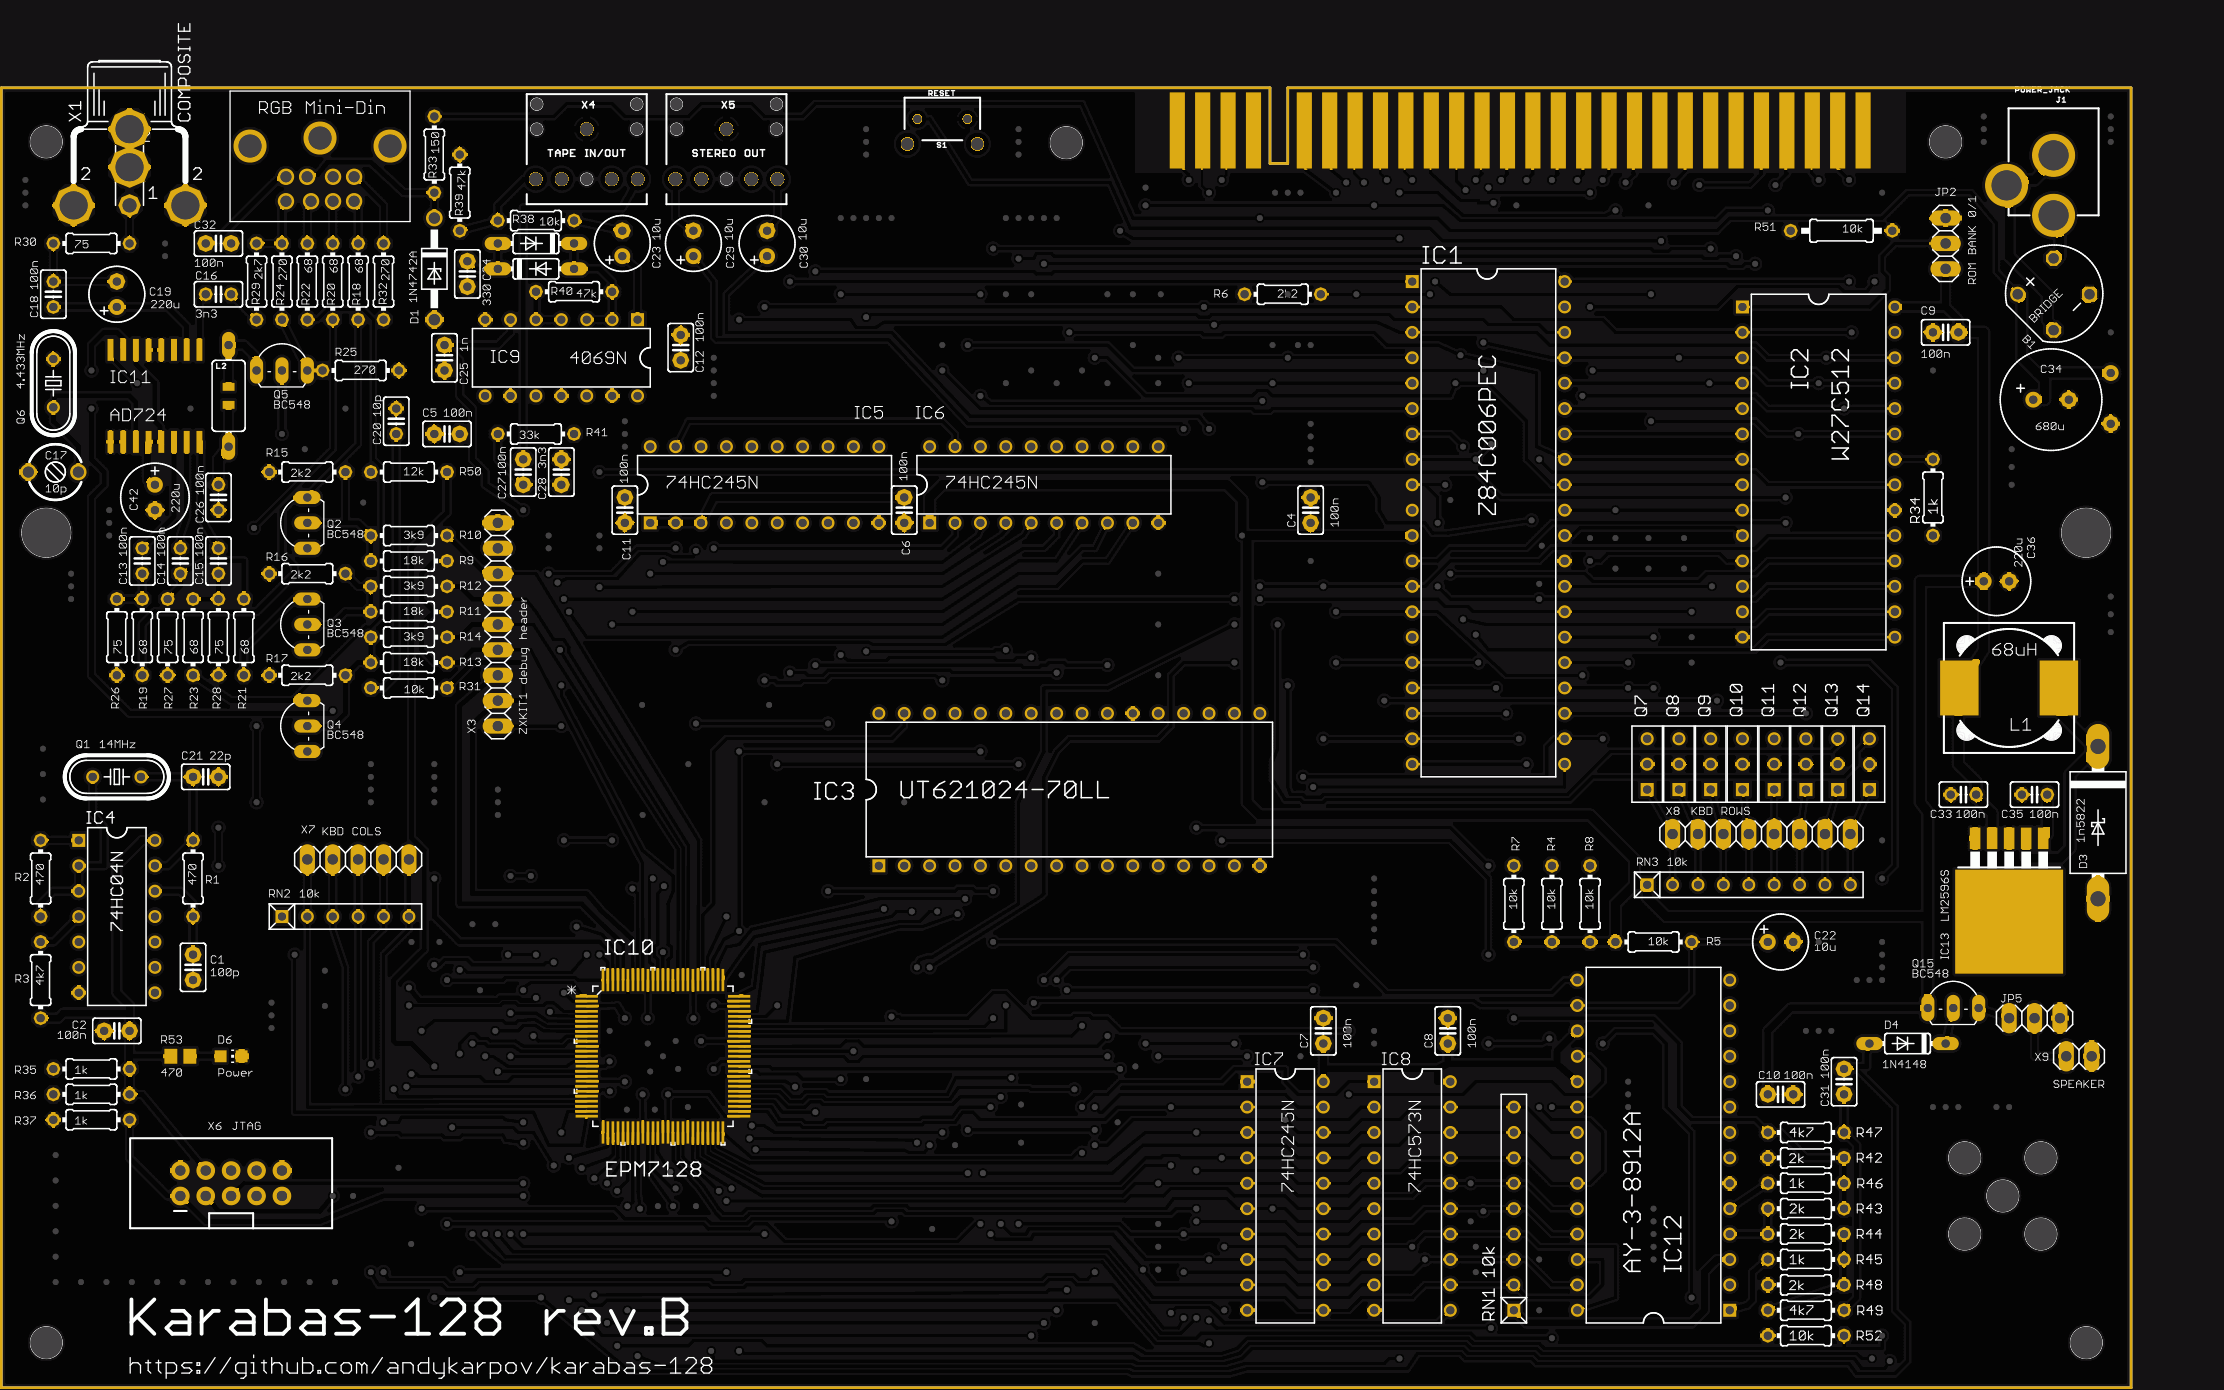 COMPOSITE
X1
2
2
1
RGB Mini-Din
R33
150
R39
47k
X4
TAPE IN/OUT
X5
STEREO OUT
RESET
S1
POWER_JACK
J1
JP2
ROM BANK 0/1
R30
75
C32
100n
C16
3n3
C18 100n
C19
220u
R29
2k7
R24
270
R22
68
R20
68
R18
68
R32
270
D1 1N4742A
330
R38
10k
R40
47k
C23 10u
C29 10u
C30 10u
R51
10k
R6
2k2
IC1
Z84C006PEC
IC2
W27C512
C9
100n
BRIDGE
B1
C34
680u
Q6
4.433MHz
IC11
AD724
L2
Q5
BC548
R25
270
C25
1n
IC9
4069N
C12 100n
C20 10p
C5 100n
33k
R41
C17
10p
C42
220u
C26 100n
R15
2k2
12k
R50
C27
100n
C28 3n3
IC5
IC6
74HC245N
74HC245N
100n
C11
100n
C6
C4
100n
R34
1k
220u
C36
C13 100n
C14 100n
C15 100n
Q2
BC548
R16
2k2
3k9
R10
18k
R9
3k9
R12
18k
R11
3k9
R14
18k
R13
10k
R31
Q3
BC548
R17
2k2
Q4
BC548
75
68
75
68
75
68
R26
R19
R27
R23
R28
R21
X3
ZXKIT1 debug header
68uH
L1
Q7
Q8
Q9
Q10
Q11
Q12
Q13
Q14
X8 KBD ROWS
RN3 10k
Q1 14MHz
C21 22p
IC3
UT621024-70LL
C33
100n
C35
100n
1n5822
D3
IC4
74HC04N
X7 KBD COLS
RN2 10k
R2
470
470
R1
R3
4k7
C1
100p
C2
100n
R7
R4
R8
10k
10k
10k
10k
R5
C22
10u
IC13 LM2596S
Q15
BC548
JP5
D4
1N4148
X9
SPEAKER
IC10
EPM7128
R53
470
D6
Power
R35
1k
R36
1k
R37
1k
X6 JTAG
C7
100n
C8
100n
IC7
74HC245N
IC8
74HC573N
RN1 10k
AY-3-8912A
IC12
C10 100n
C31 100n
4k7
R47
2k
R42
1k
R46
2k
R43
2k
R44
1k
R45
2k
R48
4k7
R49
10k
R52
Karabas-128 rev.B
https://github.com/andykarpov/karabas-128